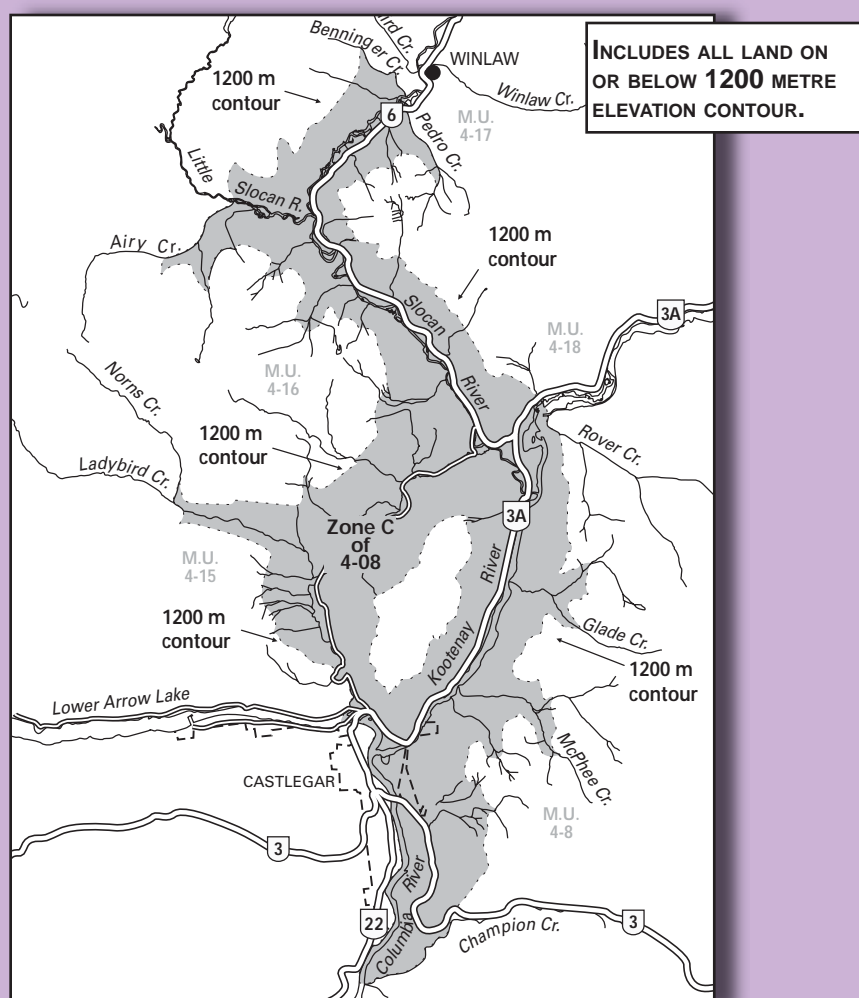 Benninger Cr.
ird Cr.
WINLAW
INCLUDES ALL LAND ON
OR BELOW 1200 METRE
ELEVATION CONTOUR.
1200 m
contour
Winlaw Cr.
6
M.U.
4-17
Pedro Cr.
Little
Slocan R.
Airy Cr.
1200 m
contour
Slocan
River
3A
M.U.
4-18
Norns Cr.
M.U.
4-16
1200 m
contour
Rover Cr.
Ladybird Cr.
Zone C
of
4-08
3A
M.U.
4-15
River
Kootenay
1200 m
contour
Glade Cr.
1200 m
contour
Lower Arrow Lake
McPhee Cr.
CASTLEGAR
M.U.
4-8
3
River
Columbia
22
Champion Cr.
3